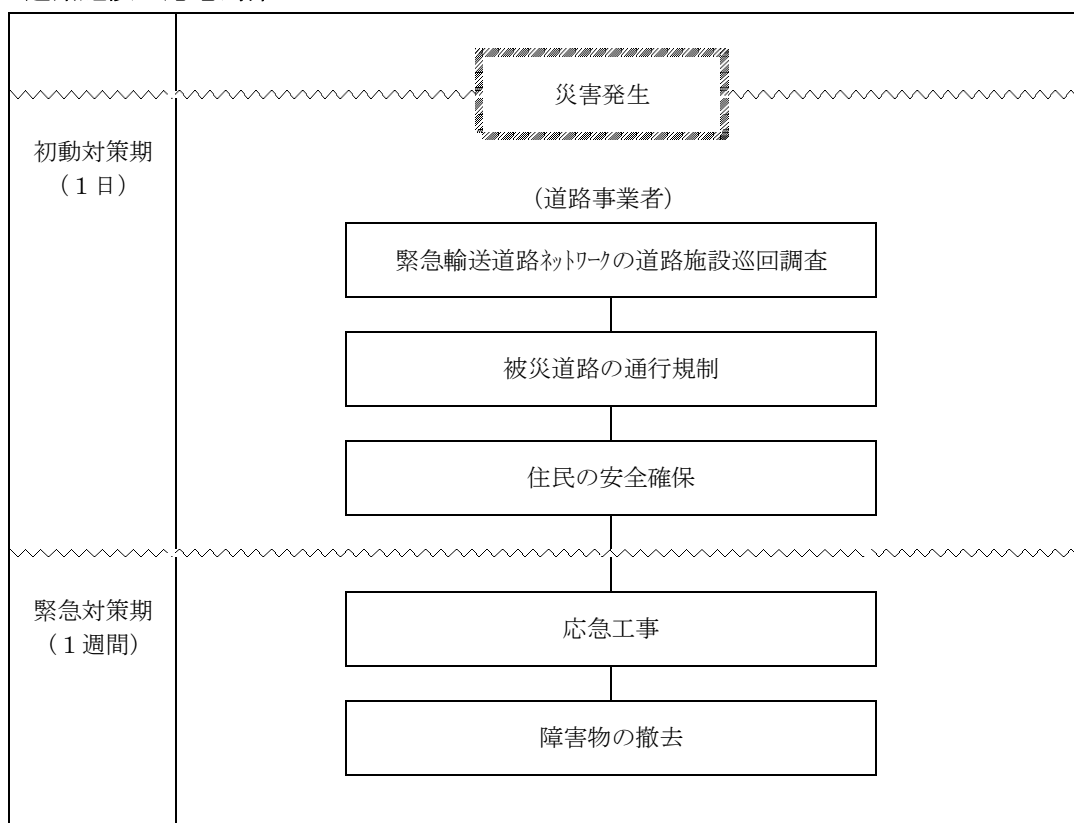 災害発生
初動対策期
（１日）
（道路事業者）
緊急輸送道路ﾈｯﾄﾜｰｸの道路施設巡回調査
被災道路の通行規制
住民の安全確保
緊急対策期
（１週間）
応急工事
障害物の撤去